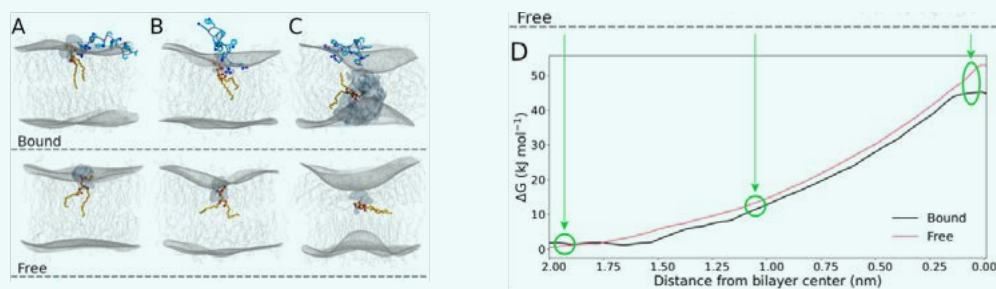 A
B
C
Bound
Free
Free
D
ΔG (kJ mol⁻¹)
50
40
30
20
10
0
Bound
Free
2.00 1.75 1.50 1.25 1.00 0.75 0.50 0.25 0.00
Distance from bilayer center (nm)